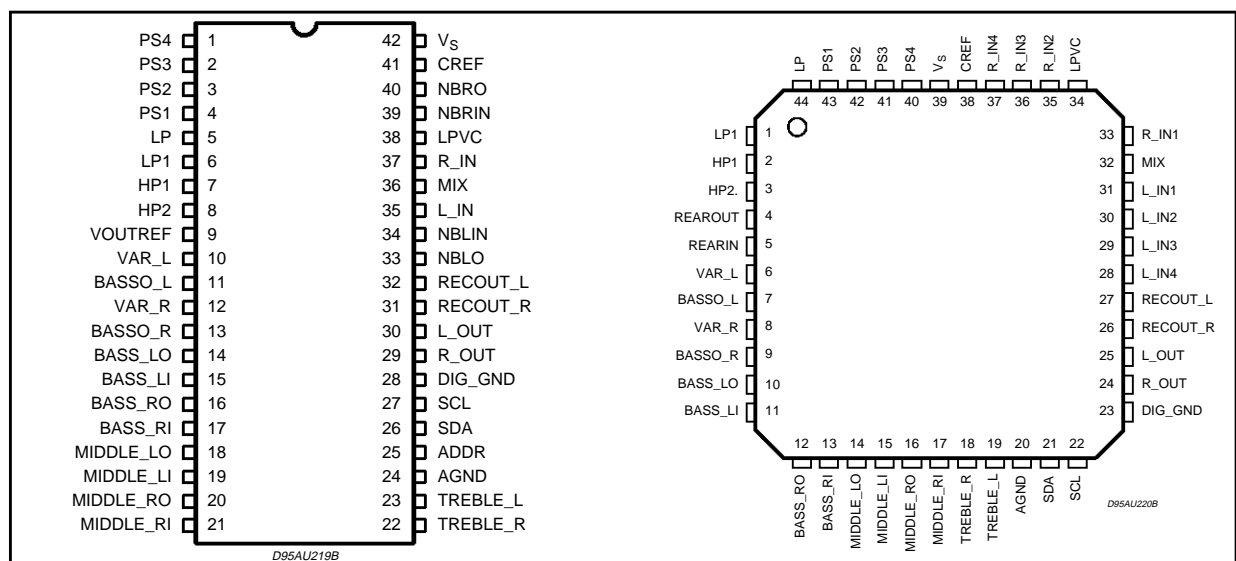 PS4 1 42 VS
PS3 2 41 CREF
PS2 3 40 NBRO
PS1 4 39 NBRIN
LP 5 38 LPVC
LP1 6 37 R_IN
HP1 7 36 MIX
HP2 8 35 L_IN
VOUTREF 9 34 NBLIN
VAR_L 10 33 NBLO
BASSO_L 11 32 RECOUT_L
VAR_R 12 31 RECOUT_R
BASSO_R 13 30 L_OUT
BASS_LO 14 29 R_OUT
BASS_LI 15 28 DIG_GND
BASS_RO 16 27 SCL
BASS_RI 17 26 SDA
MIDDLE_LO 18 25 ADDR
MIDDLE_LI 19 24 AGND
MIDDLE_RO 20 23 TREBLE_L
MIDDLE_RI 21 22 TREBLE_R
D95AU219B
LP PS1 PS2 PS3 PS4 VS CREF R_IN4 R_IN3 R_IN2 LPVC
44 43 42 41 40 39 38 37 36 35 34
LP1 1 33 R_IN1
HP1 2 32 MIX
HP2. 3 31 L_IN1
REAROUT 4 30 L_IN2
REARIN 5 29 L_IN3
VAR_L 6 28 L_IN4
BASSO_L 7 27 RECOUT_L
VAR_R 8 26 RECOUT_R
BASSO_R 9 25 L_OUT
BASS_LO 10 24 R_OUT
BASS_LI 11 23 DIG_GND
12 13 14 15 16 17 18 19 20 21 22
BASS_RO BASS_RI MIDDLE_LO MIDDLE_LI MIDDLE_RO MIDDLE_RI TREBLE_R TREBLE_L AGND SDA SCL
D95AU220B